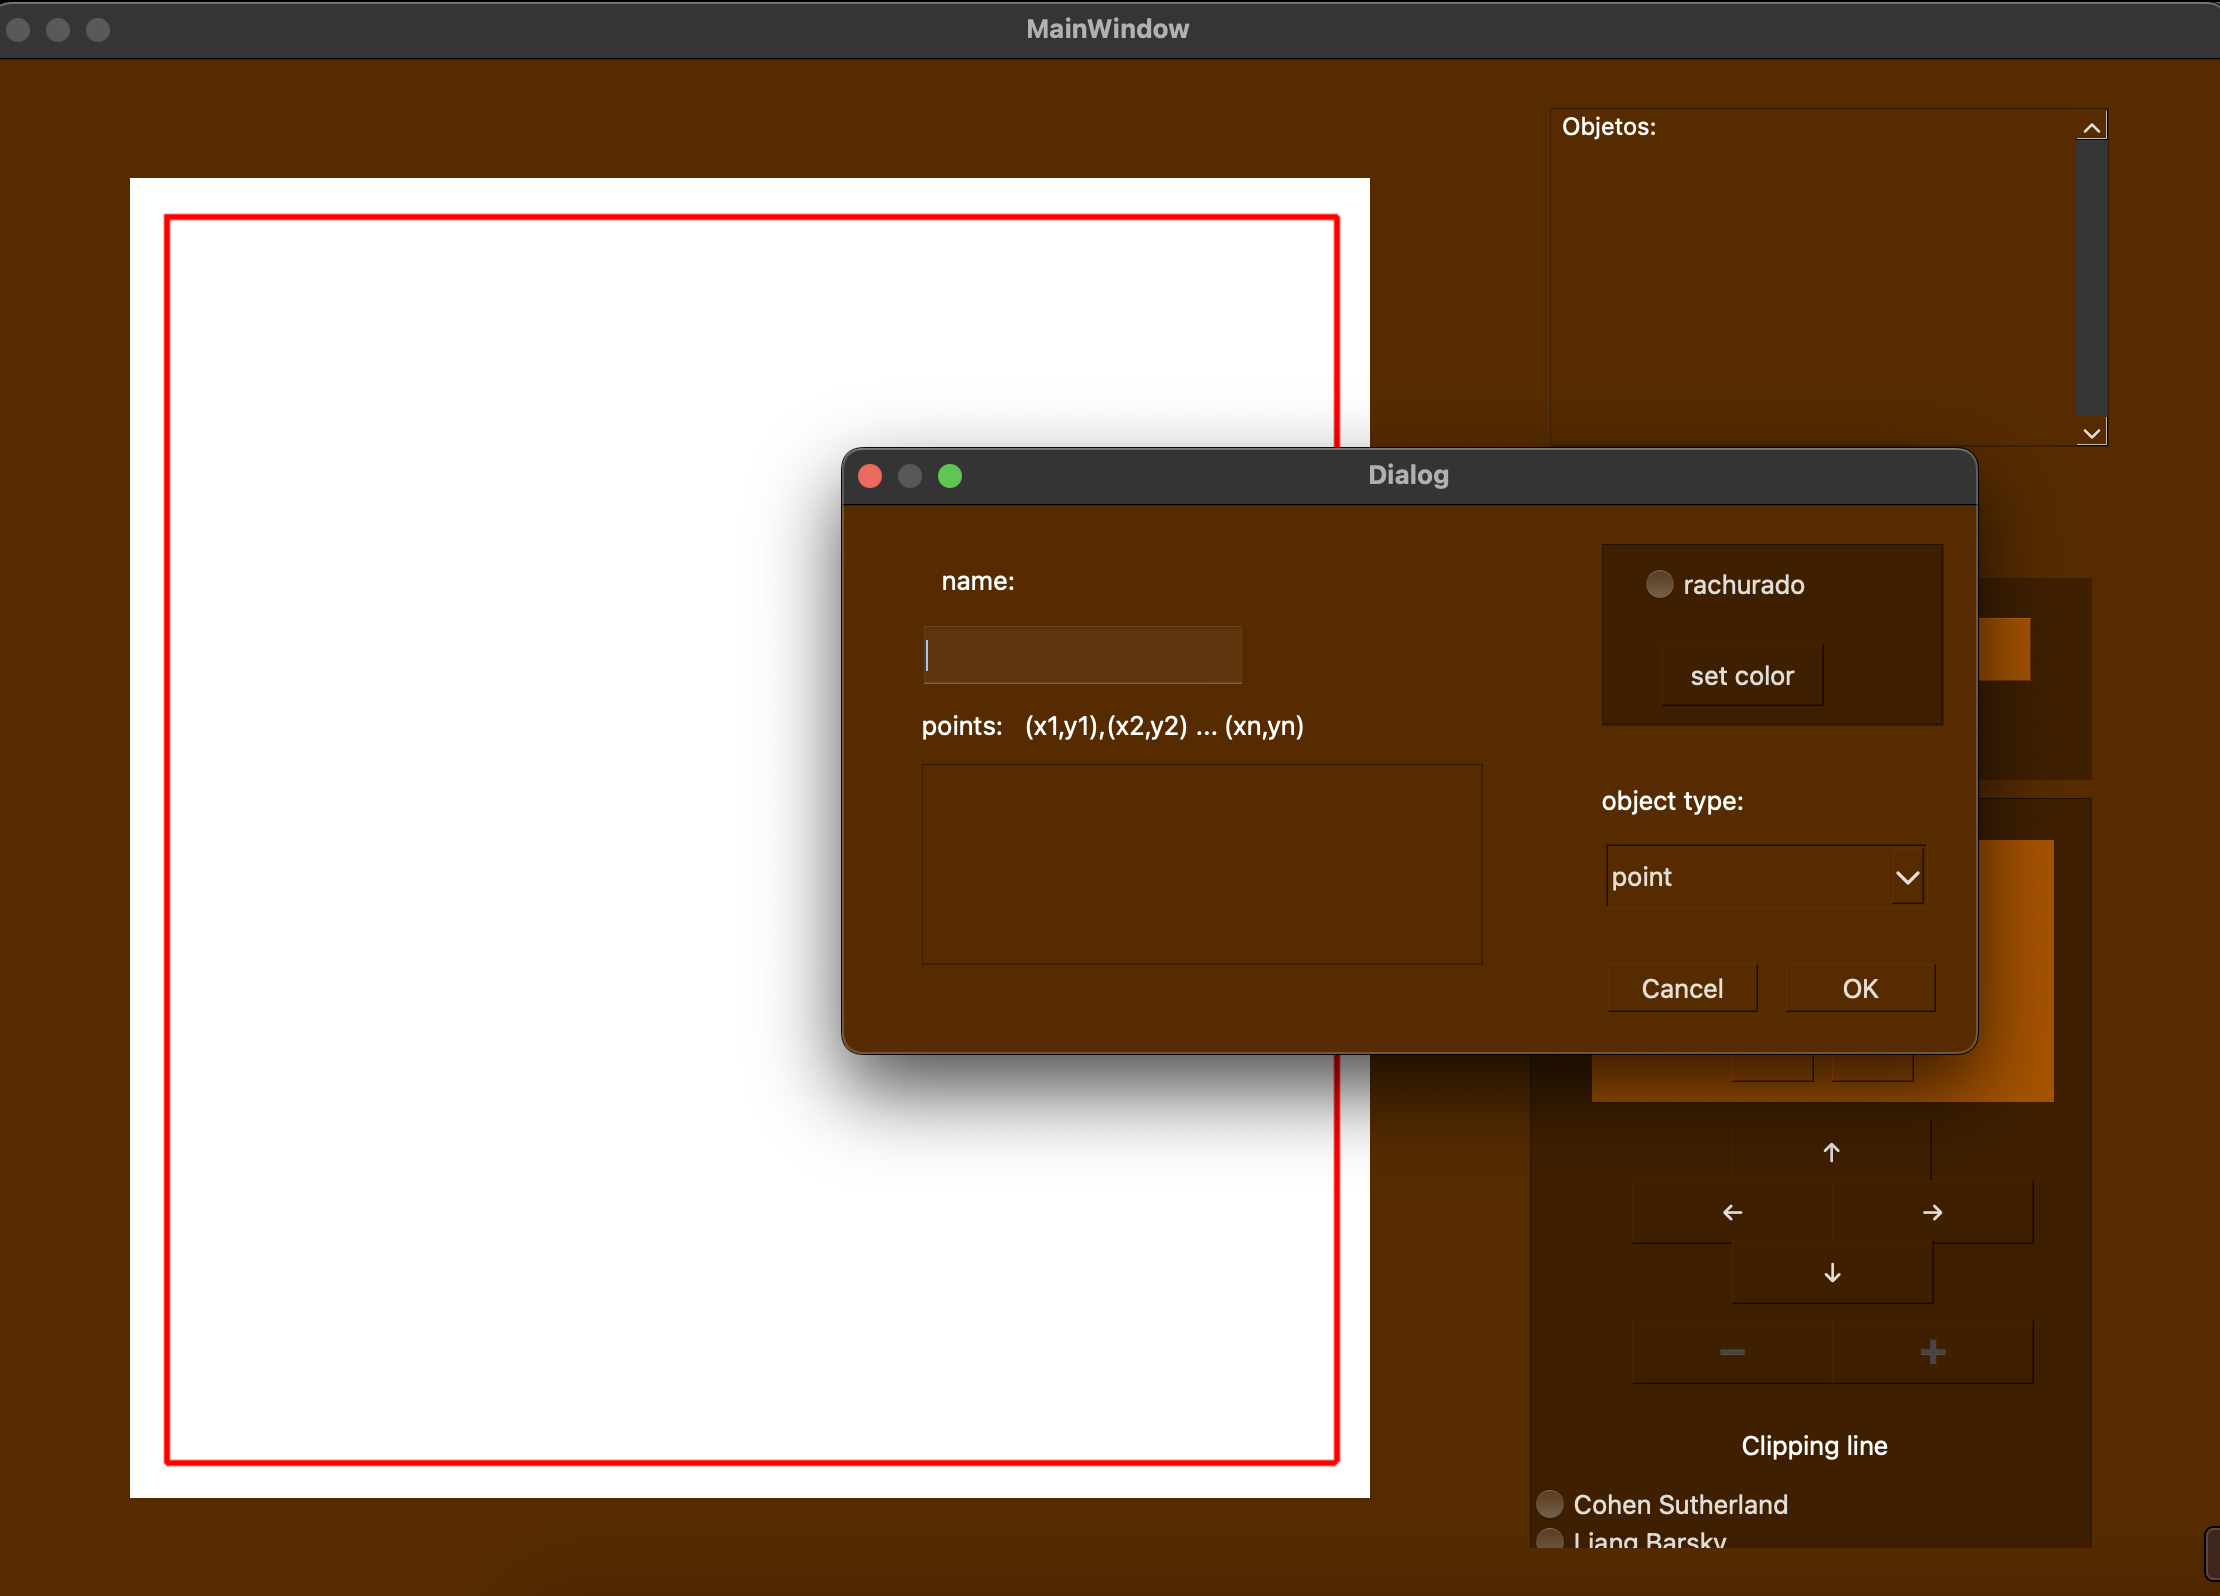 MainWindow
Objetos:
Dialog
name:
rachurado
set color
points: (x1,y1),(x2,y2) ... (xn,yn)
object type:
point
Cancel
OK
↑
← →
↓
− +
Clipping line
Cohen Sutherland
Liang Barsky